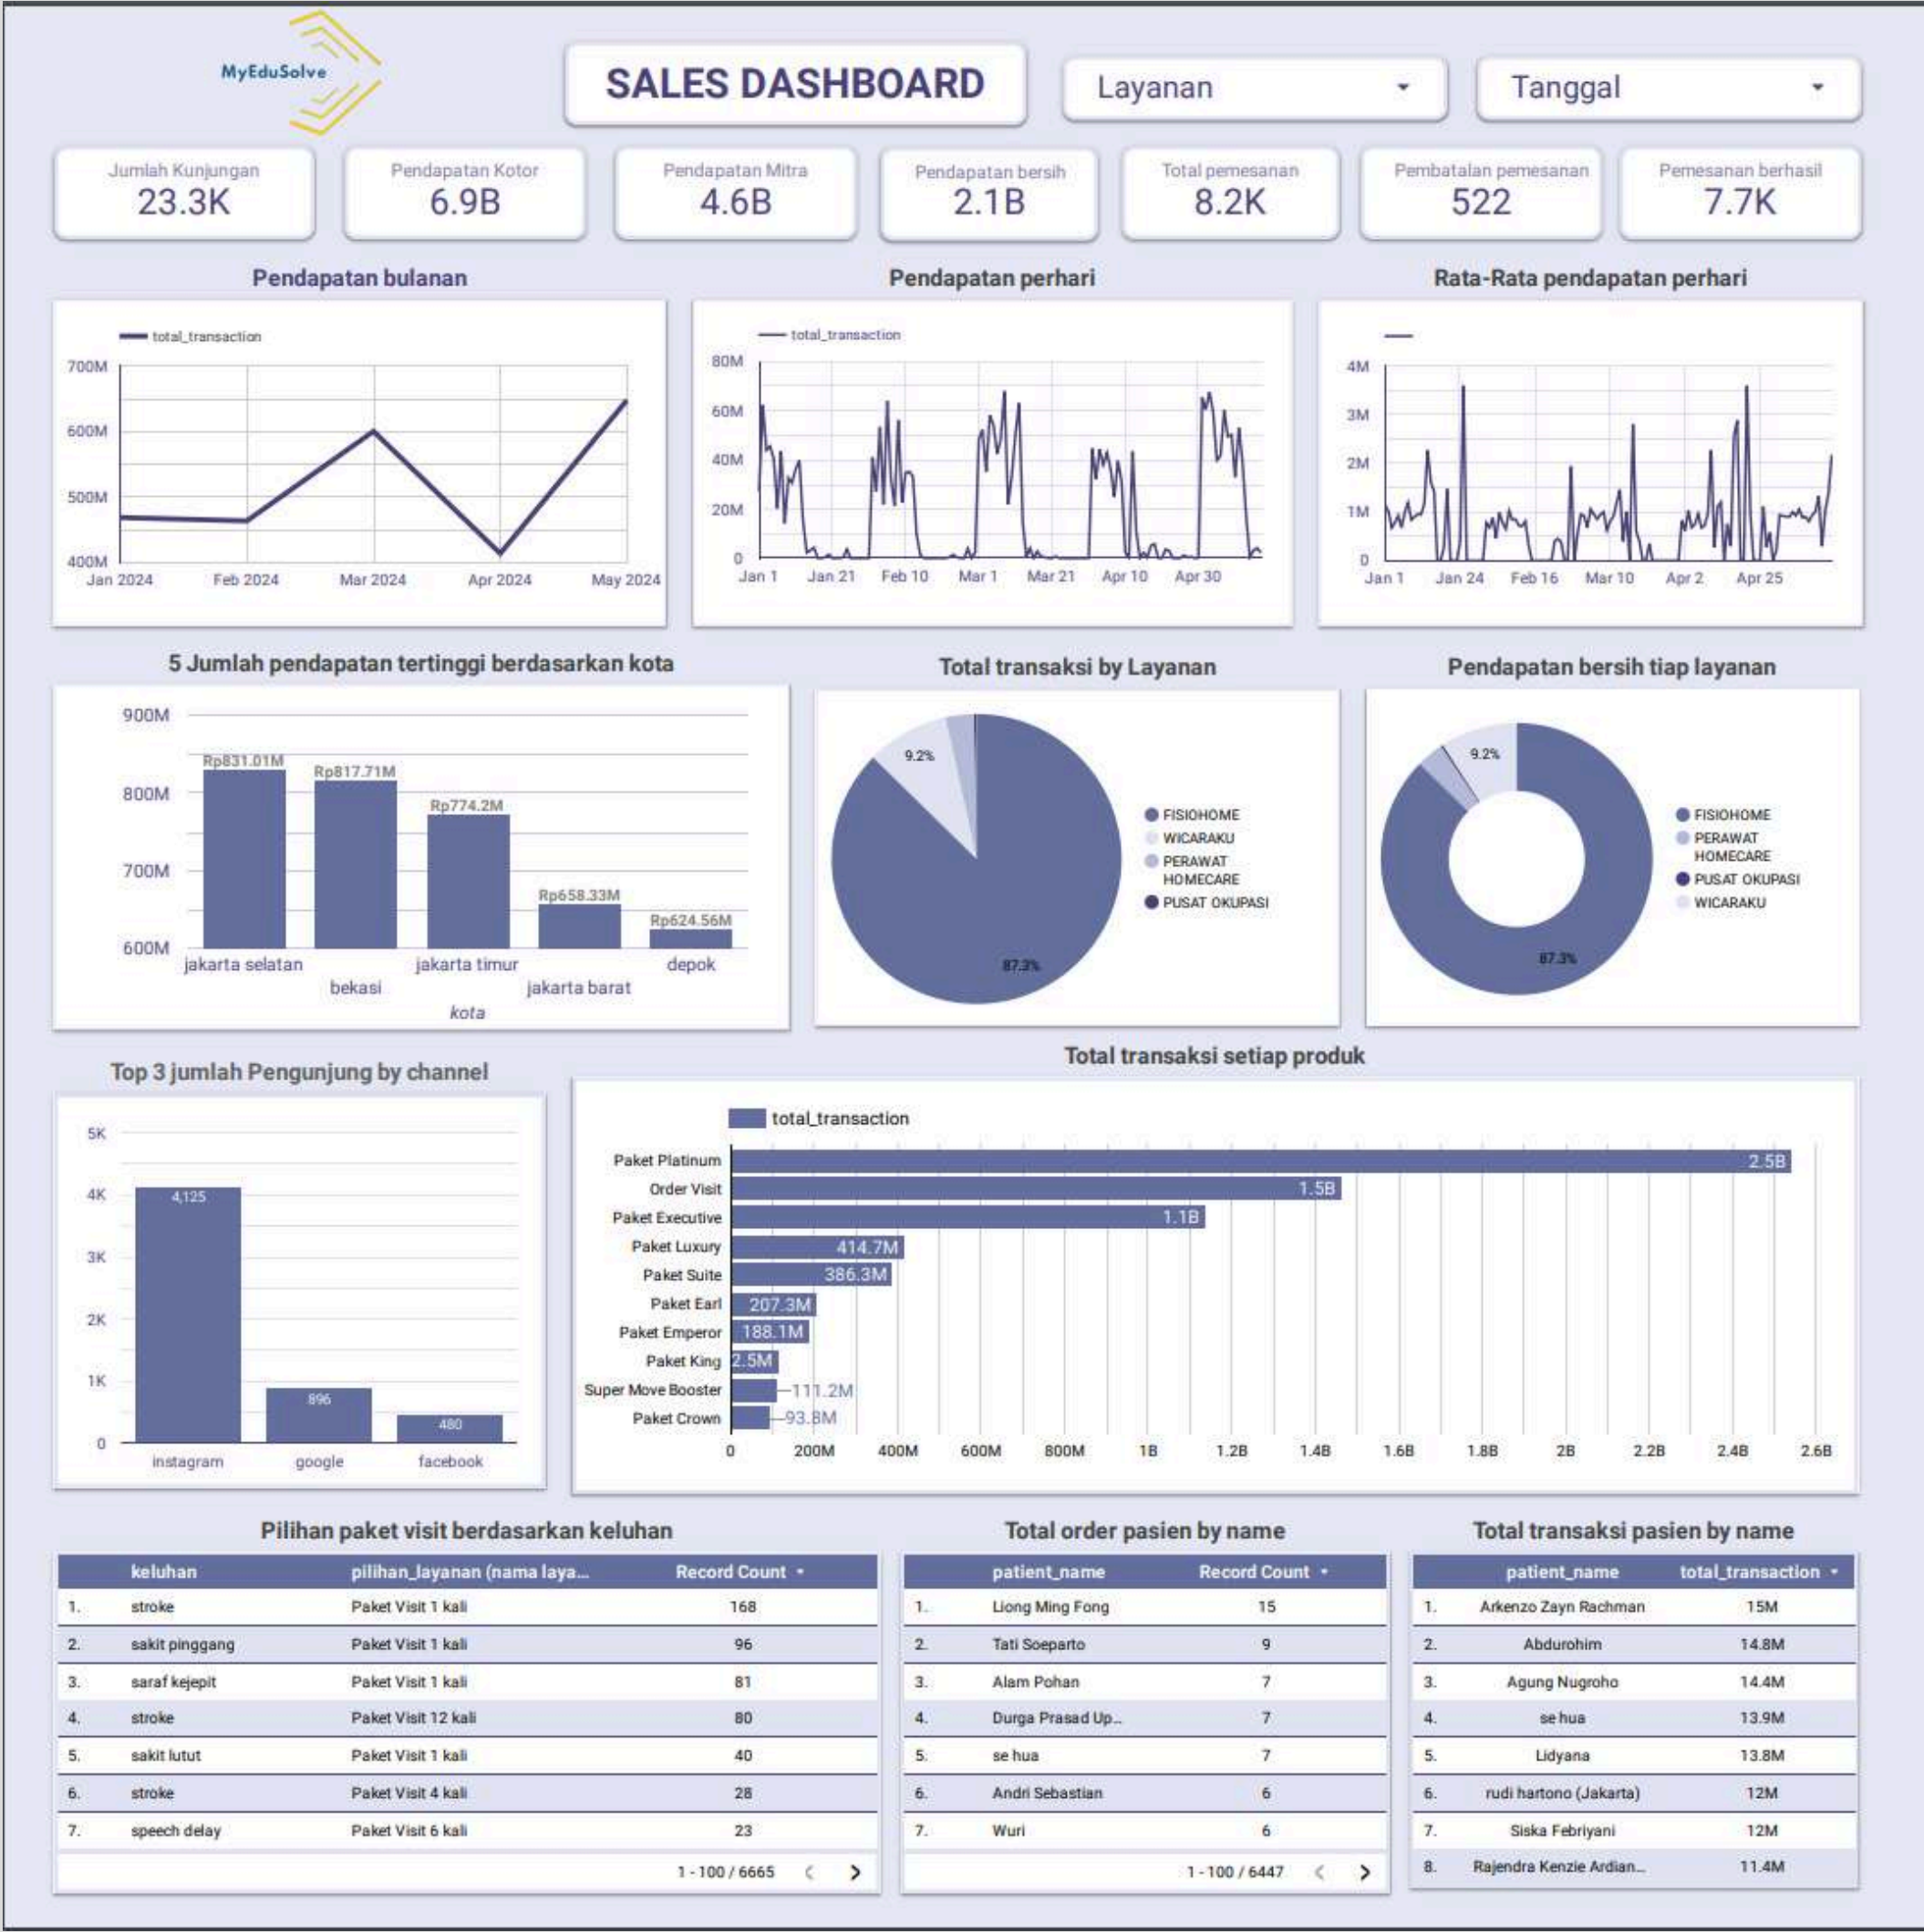 MyEduSolve
SALES DASHBOARD
Layanan
Tanggal
Jumlah Kunjungan
23.3K
Pendapatan Kotor
6.9B
Pendapatan Mitra
4.6B
Pendapatan bersih
2.1B
Total pemesanan
8.2K
Pembatalan pemesanan
522
Pemesanan berhasil
7.7K
Pendapatan bulanan
total_transaction
700M
600M
500M
400M
Jan 2024 Feb 2024 Mar 2024 Apr 2024 May 2024
Pendapatan perhari
total_transaction
80M
60M
40M
20M
0
Jan 1 Jan 21 Feb 10 Mar 1 Mar 21 Apr 10 Apr 30
Rata-Rata pendapatan perhari
4M
3M
2M
1M
0
Jan 1 Jan 24 Feb 16 Mar 10 Apr 2 Apr 25
5 Jumlah pendapatan tertinggi berdasarkan kota
900M
800M
700M
600M
Rp831.01M
Rp817.71M
Rp774.2M
Rp658.33M
Rp624.56M
jakarta selatan
bekasi
jakarta timur
jakarta barat
depok
kota
Total transaksi by Layanan
9.2%
87.3%
FISIOHOME
WICARAKU
PERAWAT
HOMECARE
PUSAT OKUPASI
Pendapatan bersih tiap layanan
9.2%
87.3%
FISIOHOME
PERAWAT
HOMECARE
PUSAT OKUPASI
WICARAKU
Top 3 jumlah Pengunjung by channel
5K
4K
3K
2K
1K
0
4,125
896
480
instagram google facebook
Total transaksi setiap produk
total_transaction
Paket Platinum 2.5B
Order Visit 1.5B
Paket Executive 1.1B
Paket Luxury 414.7M
Paket Suite 386.3M
Paket Earl 207.3M
Paket Emperor 188.1M
Paket King 2.5M
Super Move Booster 111.2M
Paket Crown 93.8M
0 200M 400M 600M 800M 1B 1.2B 1.4B 1.6B 1.8B 2B 2.2B 2.4B 2.6B
Pilihan paket visit berdasarkan keluhan
keluhan pilihan_layanan (nama laya... Record Count
1. stroke Paket Visit 1 kali 168
2. sakit pinggang Paket Visit 1 kali 96
3. saraf kejepit Paket Visit 1 kali 81
4. stroke Paket Visit 12 kali 80
5. sakit lutut Paket Visit 1 kali 40
6. stroke Paket Visit 4 kali 28
7. speech delay Paket Visit 6 kali 23
1 - 100 / 6665
Total order pasien by name
patient_name Record Count
1. Liong Ming Fong 15
2. Tati Soeparto 9
3. Alam Pohan 7
4. Durga Prasad Up... 7
5. se hua 7
6. Andri Sebastian 6
7. Wuri 6
1 - 100 / 6447
Total transaksi pasien by name
patient_name total_transaction
1. Arkenzo Zayn Rachman 15M
2. Abdurohim 14.8M
3. Agung Nugroho 14.4M
4. se hua 13.9M
5. Lidyana 13.8M
6. rudi hartono (Jakarta) 12M
7. Siska Febriyani 12M
8. Rajendra Kenzie Ardian... 11.4M